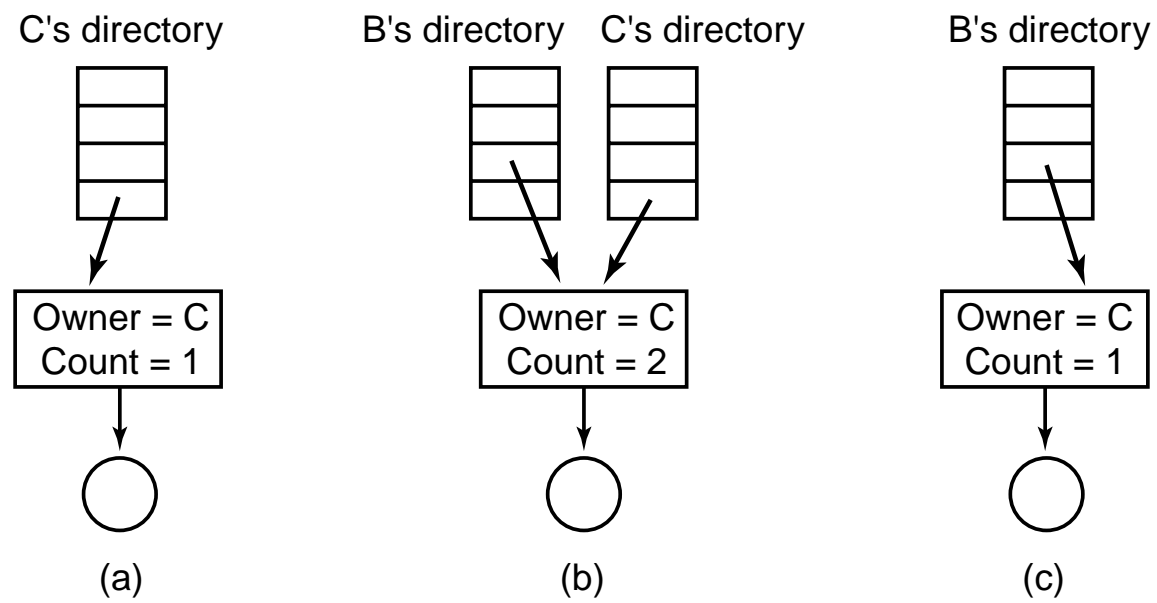 C's directory
B's directory
C's directory
B's directory
Owner = C
Count = 1
Owner = C
Count = 2
Owner = C
Count = 1
(a)
(b)
(c)